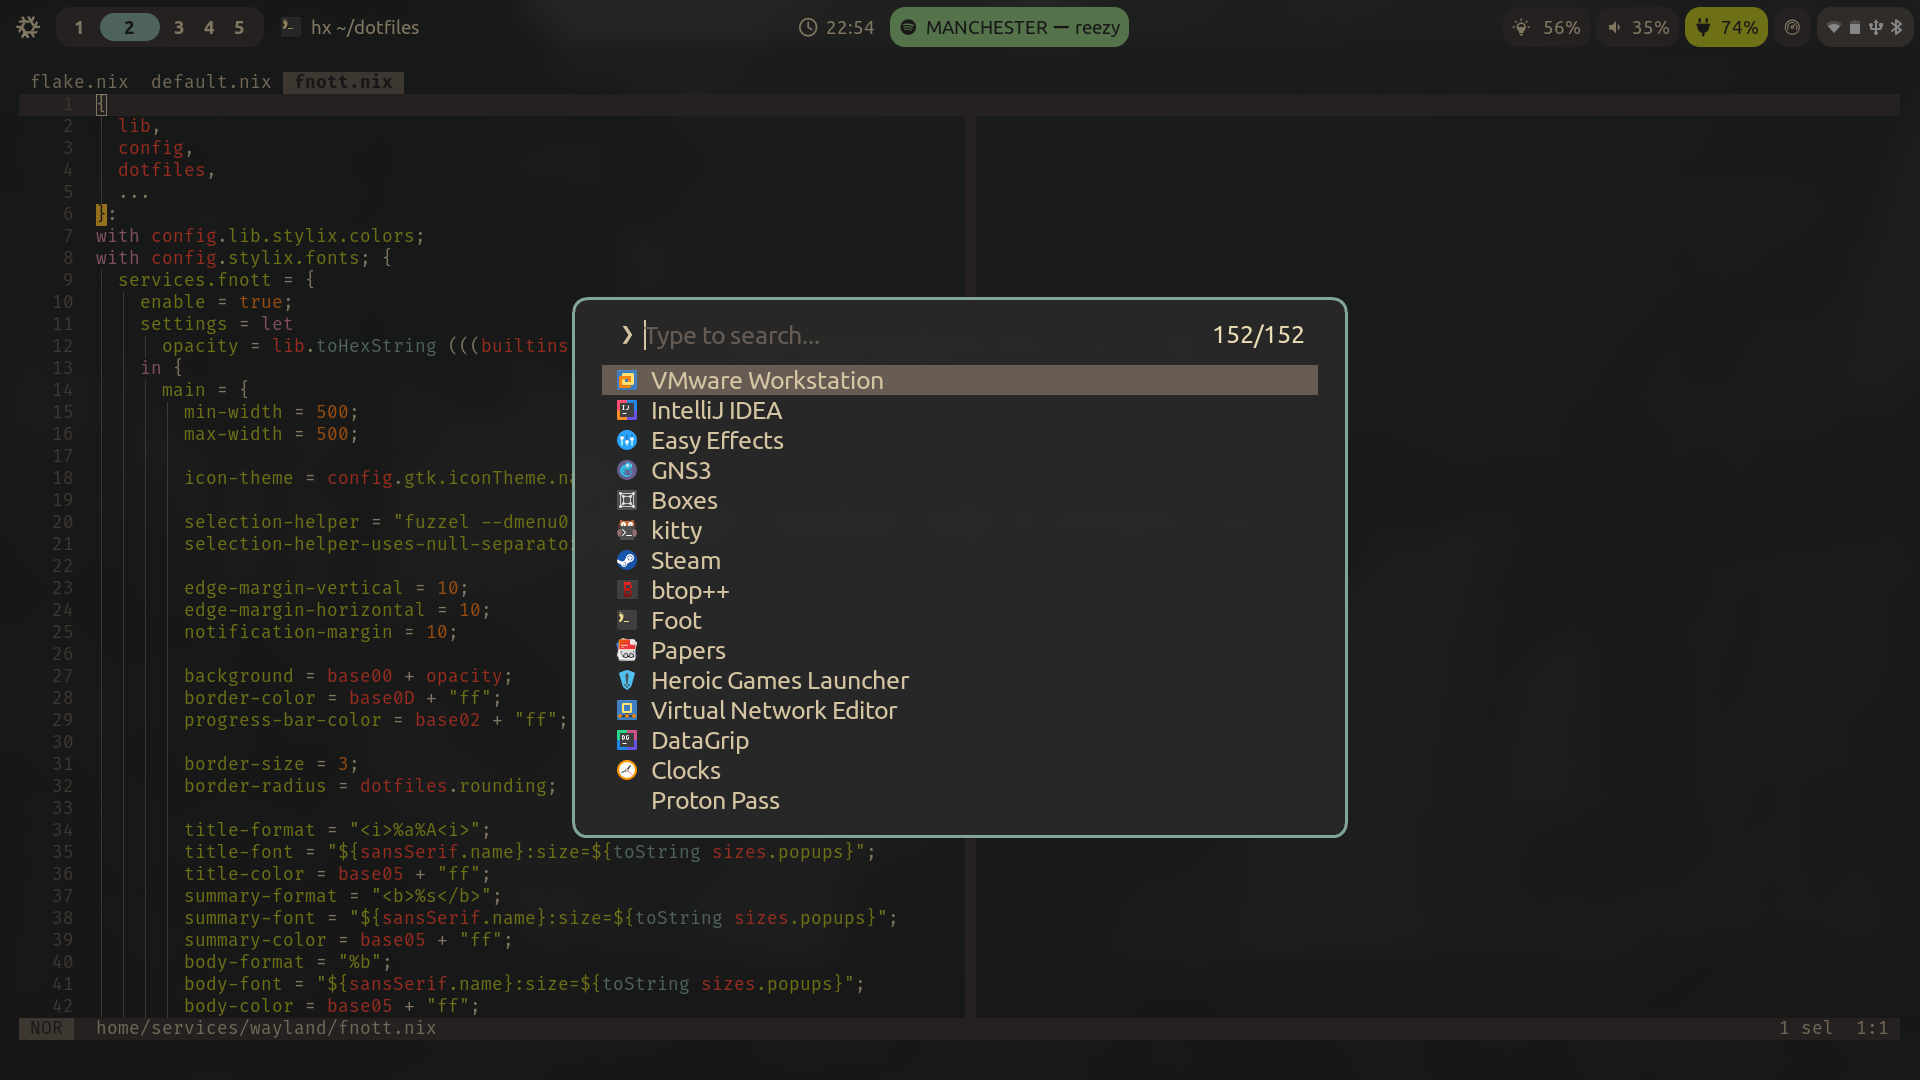 1 2 3 4 5 hx ~/dotfiles 22:54 MANCHESTER — reezy 56% 35% 74%
flake.nix default.nix fnott.nix
1 {
2 lib,
3 config,
4 dotfiles,
5 ...
6 }:
7 with config.lib.stylix.colors;
8 with config.stylix.fonts; {
9 services.fnott = {
10 enable = true;
11 settings = let
12 opacity = lib.toHexString (((builtins
13 in {
14 main = {
15 min-width = 500;
16 max-width = 500;
17
18 icon-theme = config.gtk.iconTheme.na
19
20 selection-helper = "fuzzel --dmenu0
21 selection-helper-uses-null-separato
22
23 edge-margin-vertical = 10;
24 edge-margin-horizontal = 10;
25 notification-margin = 10;
26
27 background = base00 + opacity;
28 border-color = base0D + "ff";
29 progress-bar-color = base02 + "ff";
30
31 border-size = 3;
32 border-radius = dotfiles.rounding;
33
34 title-format = "<i>%a%A<i>";
35 title-font = "${sansSerif.name}:size=${toString sizes.popups}";
36 title-color = base05 + "ff";
37 summary-format = "<b>%s</b>";
38 summary-font = "${sansSerif.name}:size=${toString sizes.popups}";
39 summary-color = base05 + "ff";
40 body-format = "%b";
41 body-font = "${sansSerif.name}:size=${toString sizes.popups}";
42 body-color = base05 + "ff";
NOR home/services/wayland/fnott.nix 1 sel 1:1
❯ Type to search... 152/152
VMware Workstation
IntelliJ IDEA
Easy Effects
GNS3
Boxes
kitty
Steam
btop++
Foot
Papers
Heroic Games Launcher
Virtual Network Editor
DataGrip
Clocks
Proton Pass